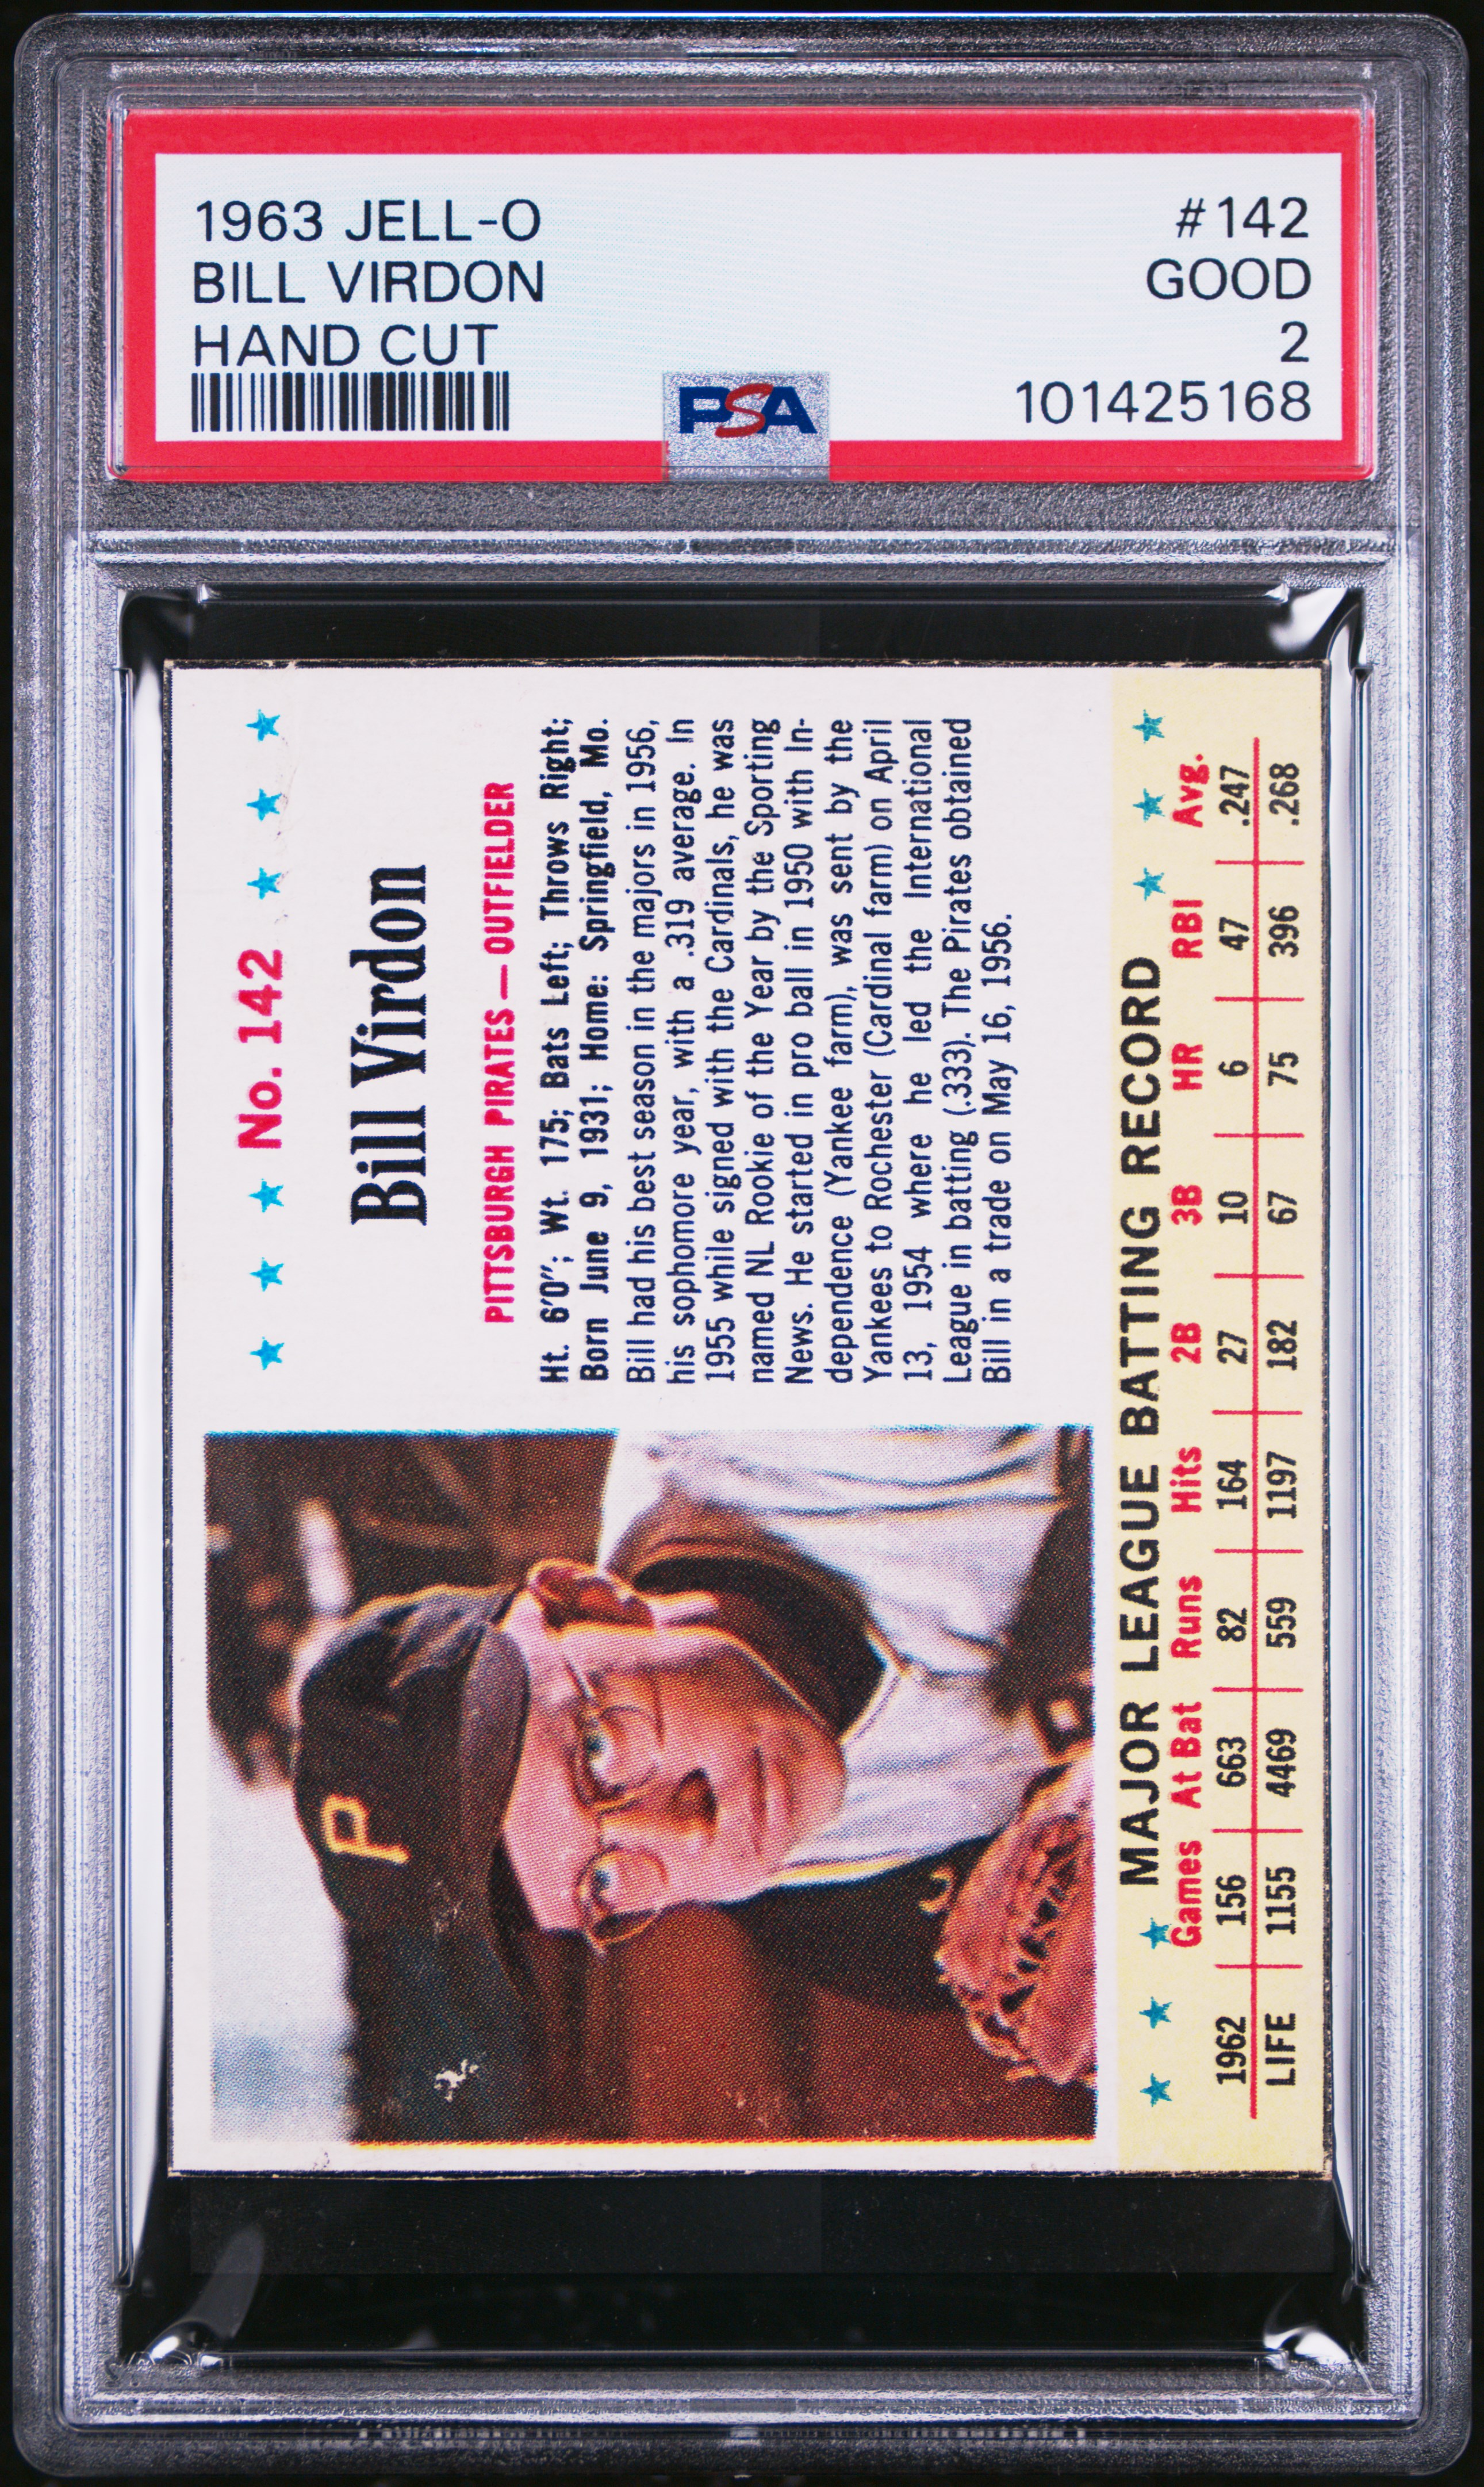 1963 JELL-O #142
BILL VIRDON GOOD
HAND CUT 2
PSA 101425168
No. 142
Bill Virdon
PITTSBURGH PIRATES — OUTFIELDER
Ht. 6'0"; Wt. 175; Bats Left; Throws Right;
Born June 9, 1931; Home: Springfield, Mo.
Bill had his best season in the majors in 1956,
his sophomore year, with a .319 average. In
1955 while signed with the Cardinals, he was
named NL Rookie of the Year by the Sporting
News. He started in pro ball in 1950 with In-
dependence (Yankee farm), was sent by the
Yankees to Rochester (Cardinal farm) on April
13, 1954 where he led the International
League in batting (.333). The Pirates obtained
Bill in a trade on May 16, 1956.
P
MAJOR LEAGUE BATTING RECORD
Games At Bat Runs Hits 2B 3B HR RBI Avg.
1962 156 663 82 164 27 10 6 47 .247
LIFE 1155 4469 559 1197 182 67 75 396 .268
PSA